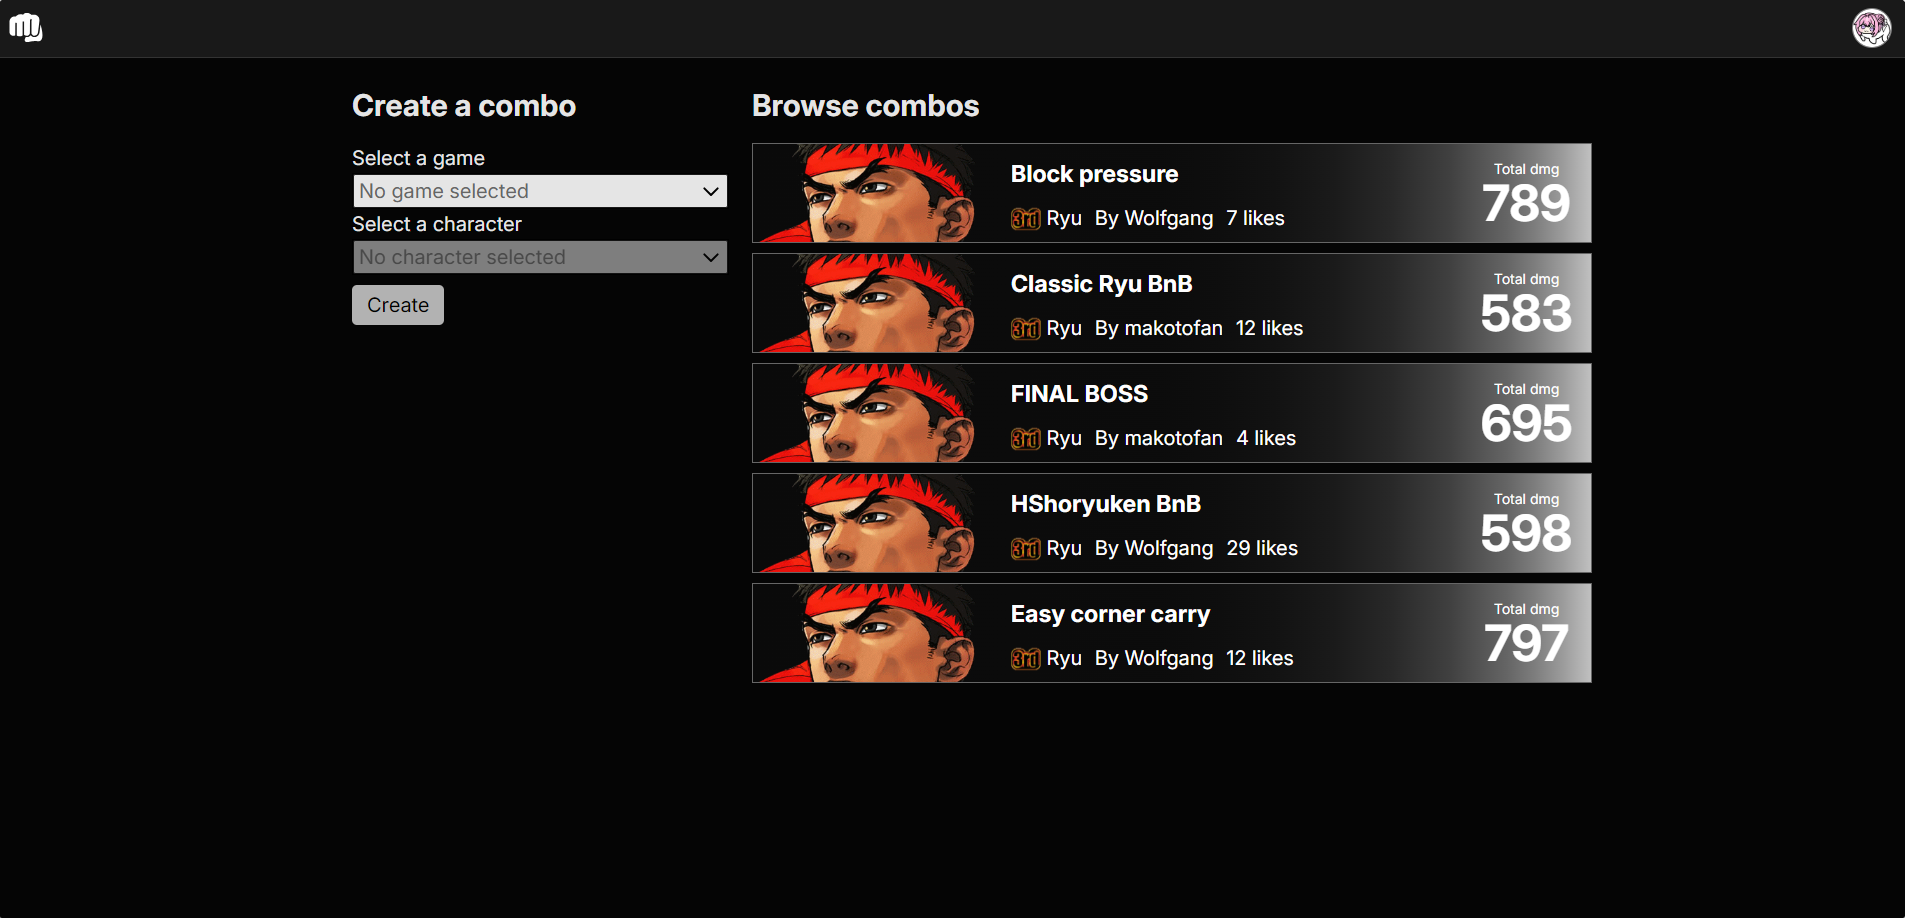 Create a combo
Select a game
No game selected
Select a character
No character selected
Create
Browse combos
Block pressure
3rd Ryu By Wolfgang 7 likes
Total dmg
789
Classic Ryu BnB
3rd Ryu By makotofan 12 likes
Total dmg
583
FINAL BOSS
3rd Ryu By makotofan 4 likes
Total dmg
695
HShoryuken BnB
3rd Ryu By Wolfgang 29 likes
Total dmg
598
Easy corner carry
3rd Ryu By Wolfgang 12 likes
Total dmg
797